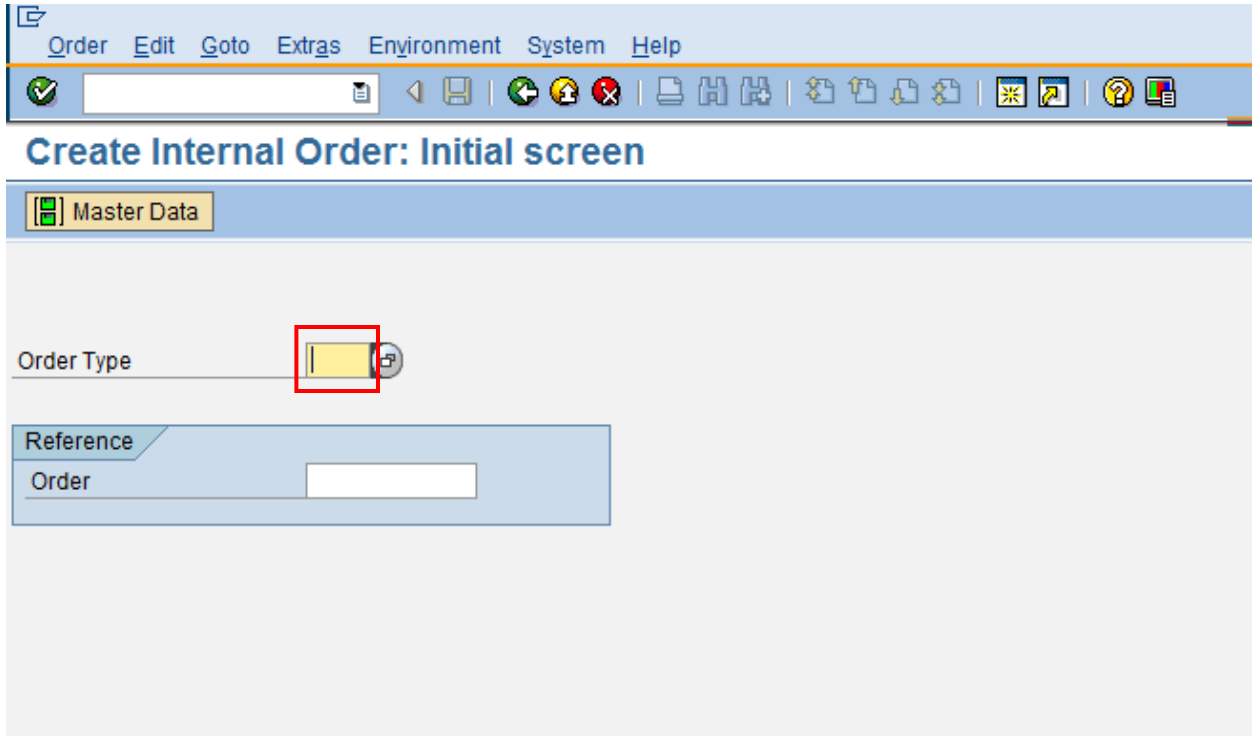 Order Edit Goto Extras Environment System Help
Create Internal Order: Initial screen
Master Data
Order Type
Reference
Order